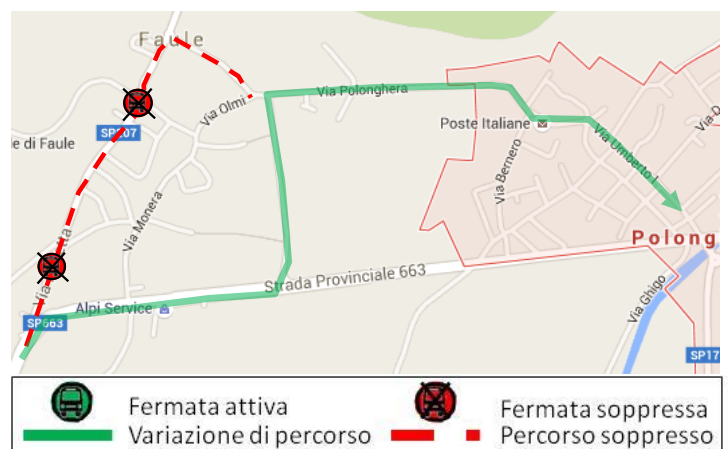 Faule
Via Olmi
Via Polonghera
SP207
le di Faule
Poste Italiane
Via Umberto I
Via Bernero
Via Monera
Polong
Strada Provinciale 663
Via Ghigo
Alpi Service
SP663
SP17
Fermata attiva
Fermata soppressa
Variazione di percorso
Percorso soppresso